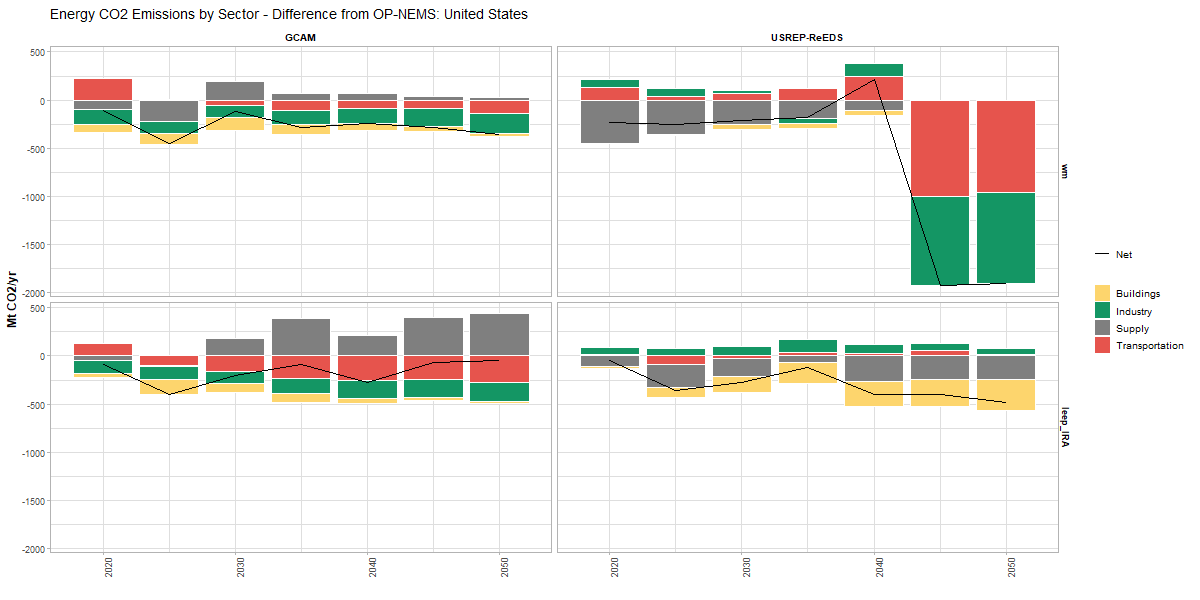 Energy CO2 Emissions by Sector - Difference from OP-NEMS: United States
GCAM
USREP-ReEDS
500
0
-500
-1000
-1500
-2000
wm
500
0
-500
-1000
-1500
-2000
leep_IRA
Mt CO2/yr
2020
2030
2040
2050
2020
2030
2040
2050
Net
Buildings
Industry
Supply
Transportation